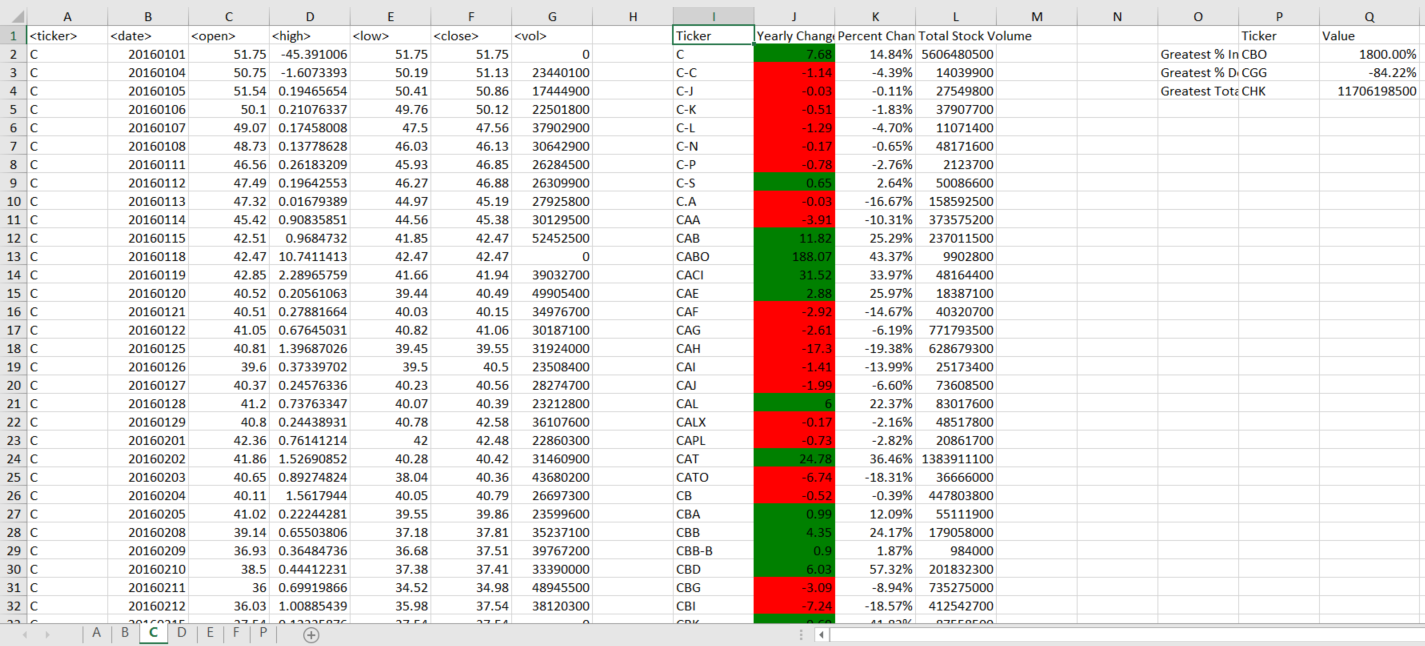 A B C D E F G H I J K L M N O P Q
1 <ticker> <date> <open> <high> <low> <close> <vol> Ticker Yearly Change Percent Chan Total Stock Volume Ticker Value
2 C 20160101 51.75 -45.391006 51.75 51.75 0 C 7.68 14.84% 5606480500 Greatest % In CBO 1800.00%
3 C 20160104 50.75 -1.6073393 50.19 51.13 23440100 C-C -1.14 -4.39% 14039900 Greatest % D CGG -84.22%
4 C 20160105 51.54 0.19465654 50.41 50.86 17444900 C-J -0.03 -0.11% 27549800 Greatest Tota CHK 11706198500
5 C 20160106 50.1 0.21076337 49.76 50.12 22501800 C-K -0.51 -1.83% 37907700
6 C 20160107 49.07 0.17458008 47.5 47.56 37902900 C-L -1.29 -4.70% 11071400
7 C 20160108 48.73 0.13778628 46.03 46.13 30642900 C-N -0.17 -0.65% 48171600
8 C 20160111 46.56 0.26183209 45.93 46.85 26284500 C-P -0.78 -2.76% 2123700
9 C 20160112 47.49 0.19642553 46.27 46.88 26309900 C-S 0.65 2.64% 50086600
10 C 20160113 47.32 0.01679389 44.97 45.19 27925800 C.A -0.03 -16.67% 158592500
11 C 20160114 45.42 0.90835851 44.56 45.38 30129500 CAA -3.91 -10.31% 373575200
12 C 20160115 42.51 0.9684732 41.85 42.47 52452500 CAB 11.82 25.29% 237011500
13 C 20160118 42.47 10.7411413 42.47 42.47 0 CABO 188.07 43.37% 9902800
14 C 20160119 42.85 2.28965759 41.66 41.94 39032700 CACI 31.52 33.97% 48164400
15 C 20160120 40.52 0.20561063 39.44 40.49 49905400 CAE 2.88 25.97% 18387100
16 C 20160121 40.51 0.27881664 40.03 40.15 34976700 CAF -2.92 -14.67% 40320700
17 C 20160122 41.05 0.67645031 40.82 41.06 30187100 CAG -2.61 -6.19% 771793500
18 C 20160125 40.81 1.39687026 39.45 39.55 31924000 CAH -17.3 -19.38% 628679300
19 C 20160126 39.6 0.37339702 39.5 40.5 23508400 CAI -1.41 -13.99% 25173400
20 C 20160127 40.37 0.24576336 40.23 40.56 28274700 CAJ -1.99 -6.60% 73608500
21 C 20160128 41.2 0.73763347 40.07 40.39 23212800 CAL 6 22.37% 83017600
22 C 20160129 40.8 0.24438931 40.78 42.58 36107600 CALX -0.17 -2.16% 48517800
23 C 20160201 42.36 0.76141214 42 42.48 22860300 CAPL -0.73 -2.82% 20861700
24 C 20160202 41.86 1.52690852 40.28 40.42 31460900 CAT 24.78 36.46% 1383911100
25 C 20160203 40.65 0.89274824 38.04 40.36 43680200 CATO -6.74 -18.31% 36666000
26 C 20160204 40.11 1.5617944 40.05 40.79 26697300 CB -0.52 -0.39% 447803800
27 C 20160205 41.02 0.22244281 39.55 39.86 23599600 CBA 0.99 12.09% 55111900
28 C 20160208 39.14 0.65503806 37.18 37.81 35237100 CBB 4.35 24.17% 179058000
29 C 20160209 36.93 0.36484736 36.68 37.51 39767200 CBB-B 0.9 1.87% 984000
30 C 20160210 38.5 0.44412231 37.38 37.41 33390000 CBD 6.03 57.32% 201832300
31 C 20160211 36 0.69919866 34.52 34.98 48945500 CBG -3.09 -8.94% 735275000
32 C 20160212 36.03 1.00885439 35.98 37.54 38120300 CBI -7.24 -18.57% 412542700
A B C D E F P